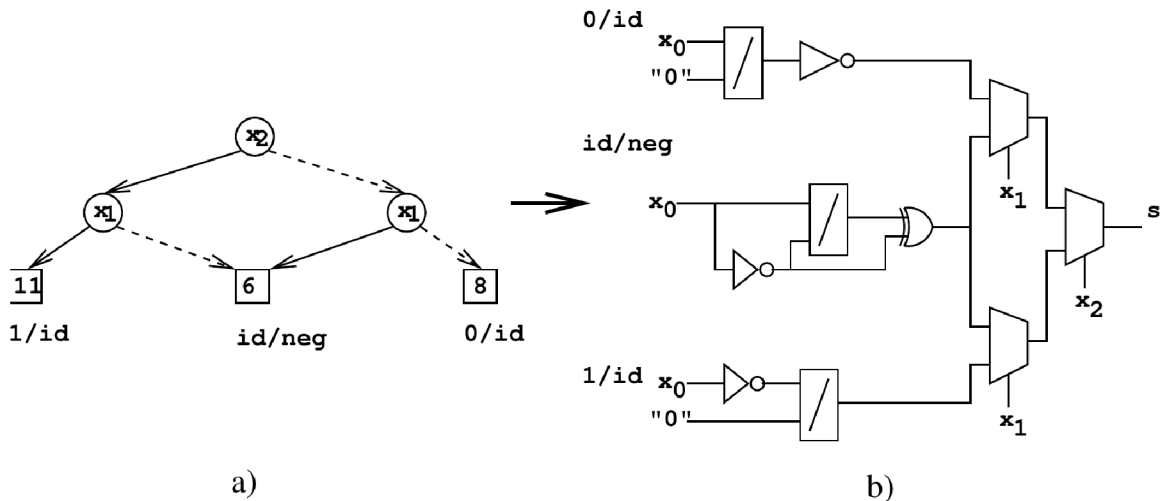 x2
x1
x1
11
6
8
1/id
id/neg
0/id
a)
0/id
x0
"0"
id/neg
x0
1/id
x0
"0"
x1
x2
x1
s
b)